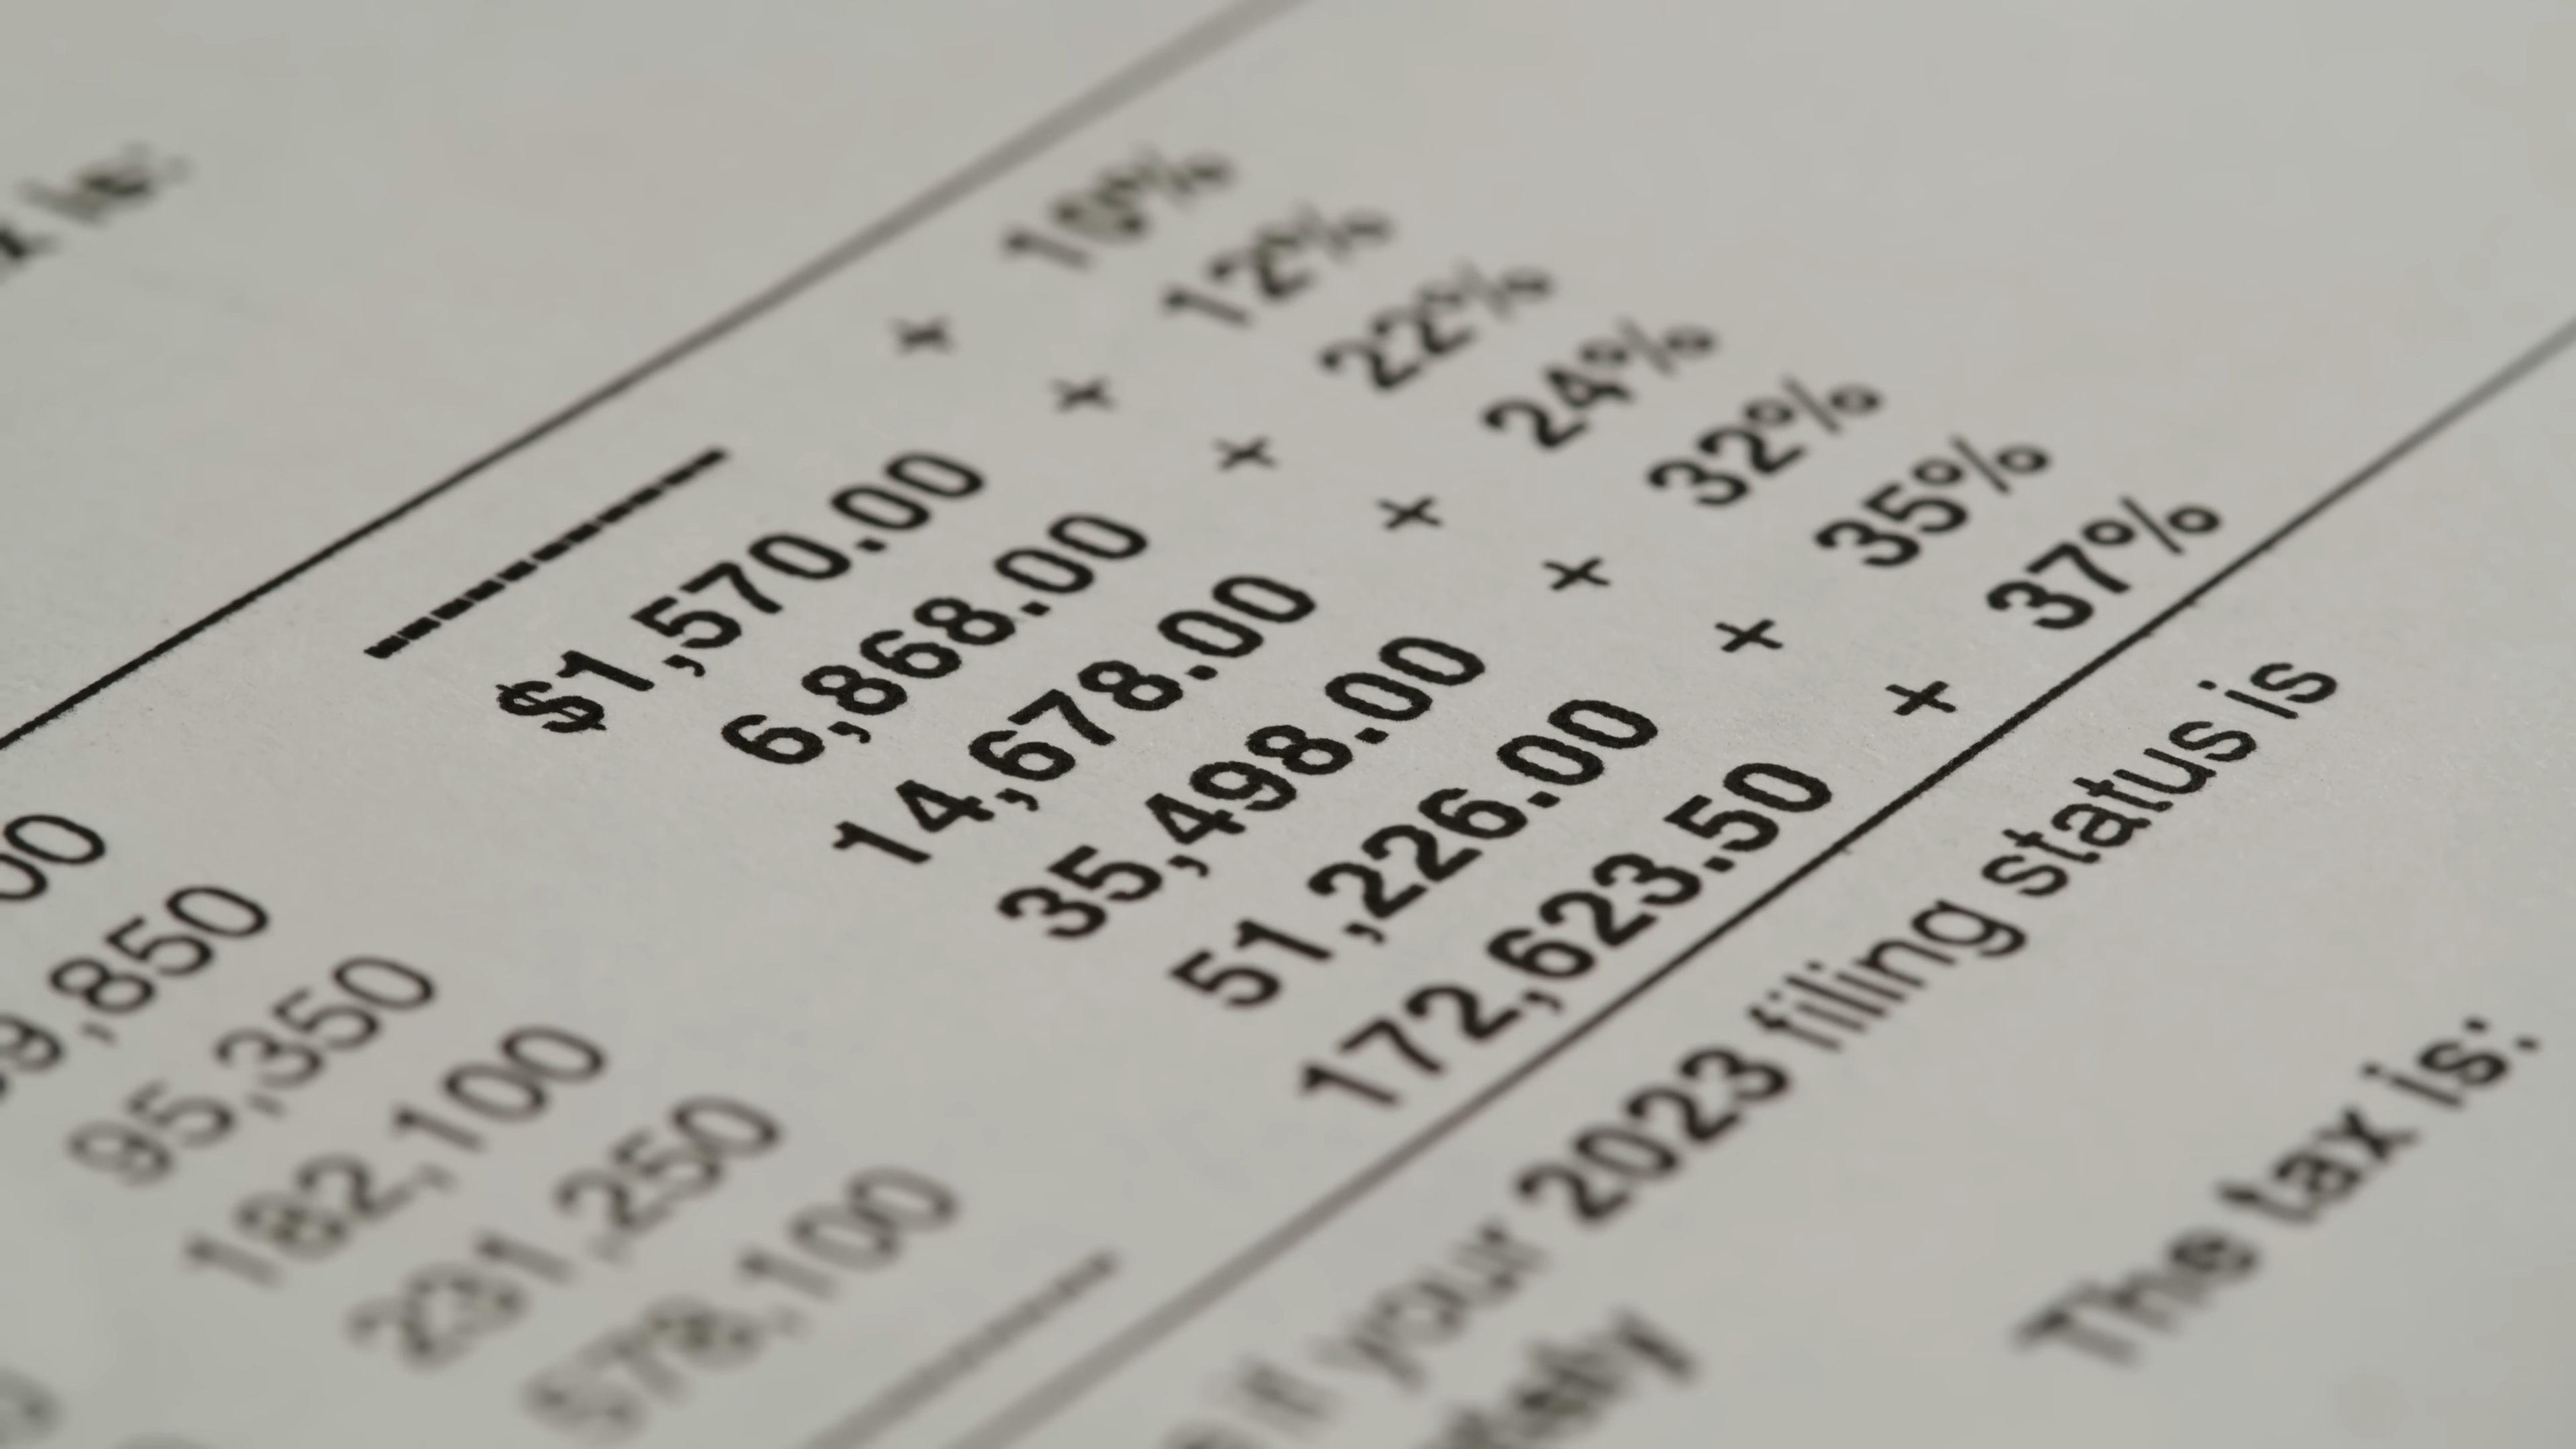 10%
$1,570.00 + 12%
6,868.00 + 22%
14,678.00 + 24%
35,498.00 + 32%
51,226.00 + 35%
172,623.50 + 37%
95,350
182,100
231,250
578,100
your 2023 filing status is
The tax is: